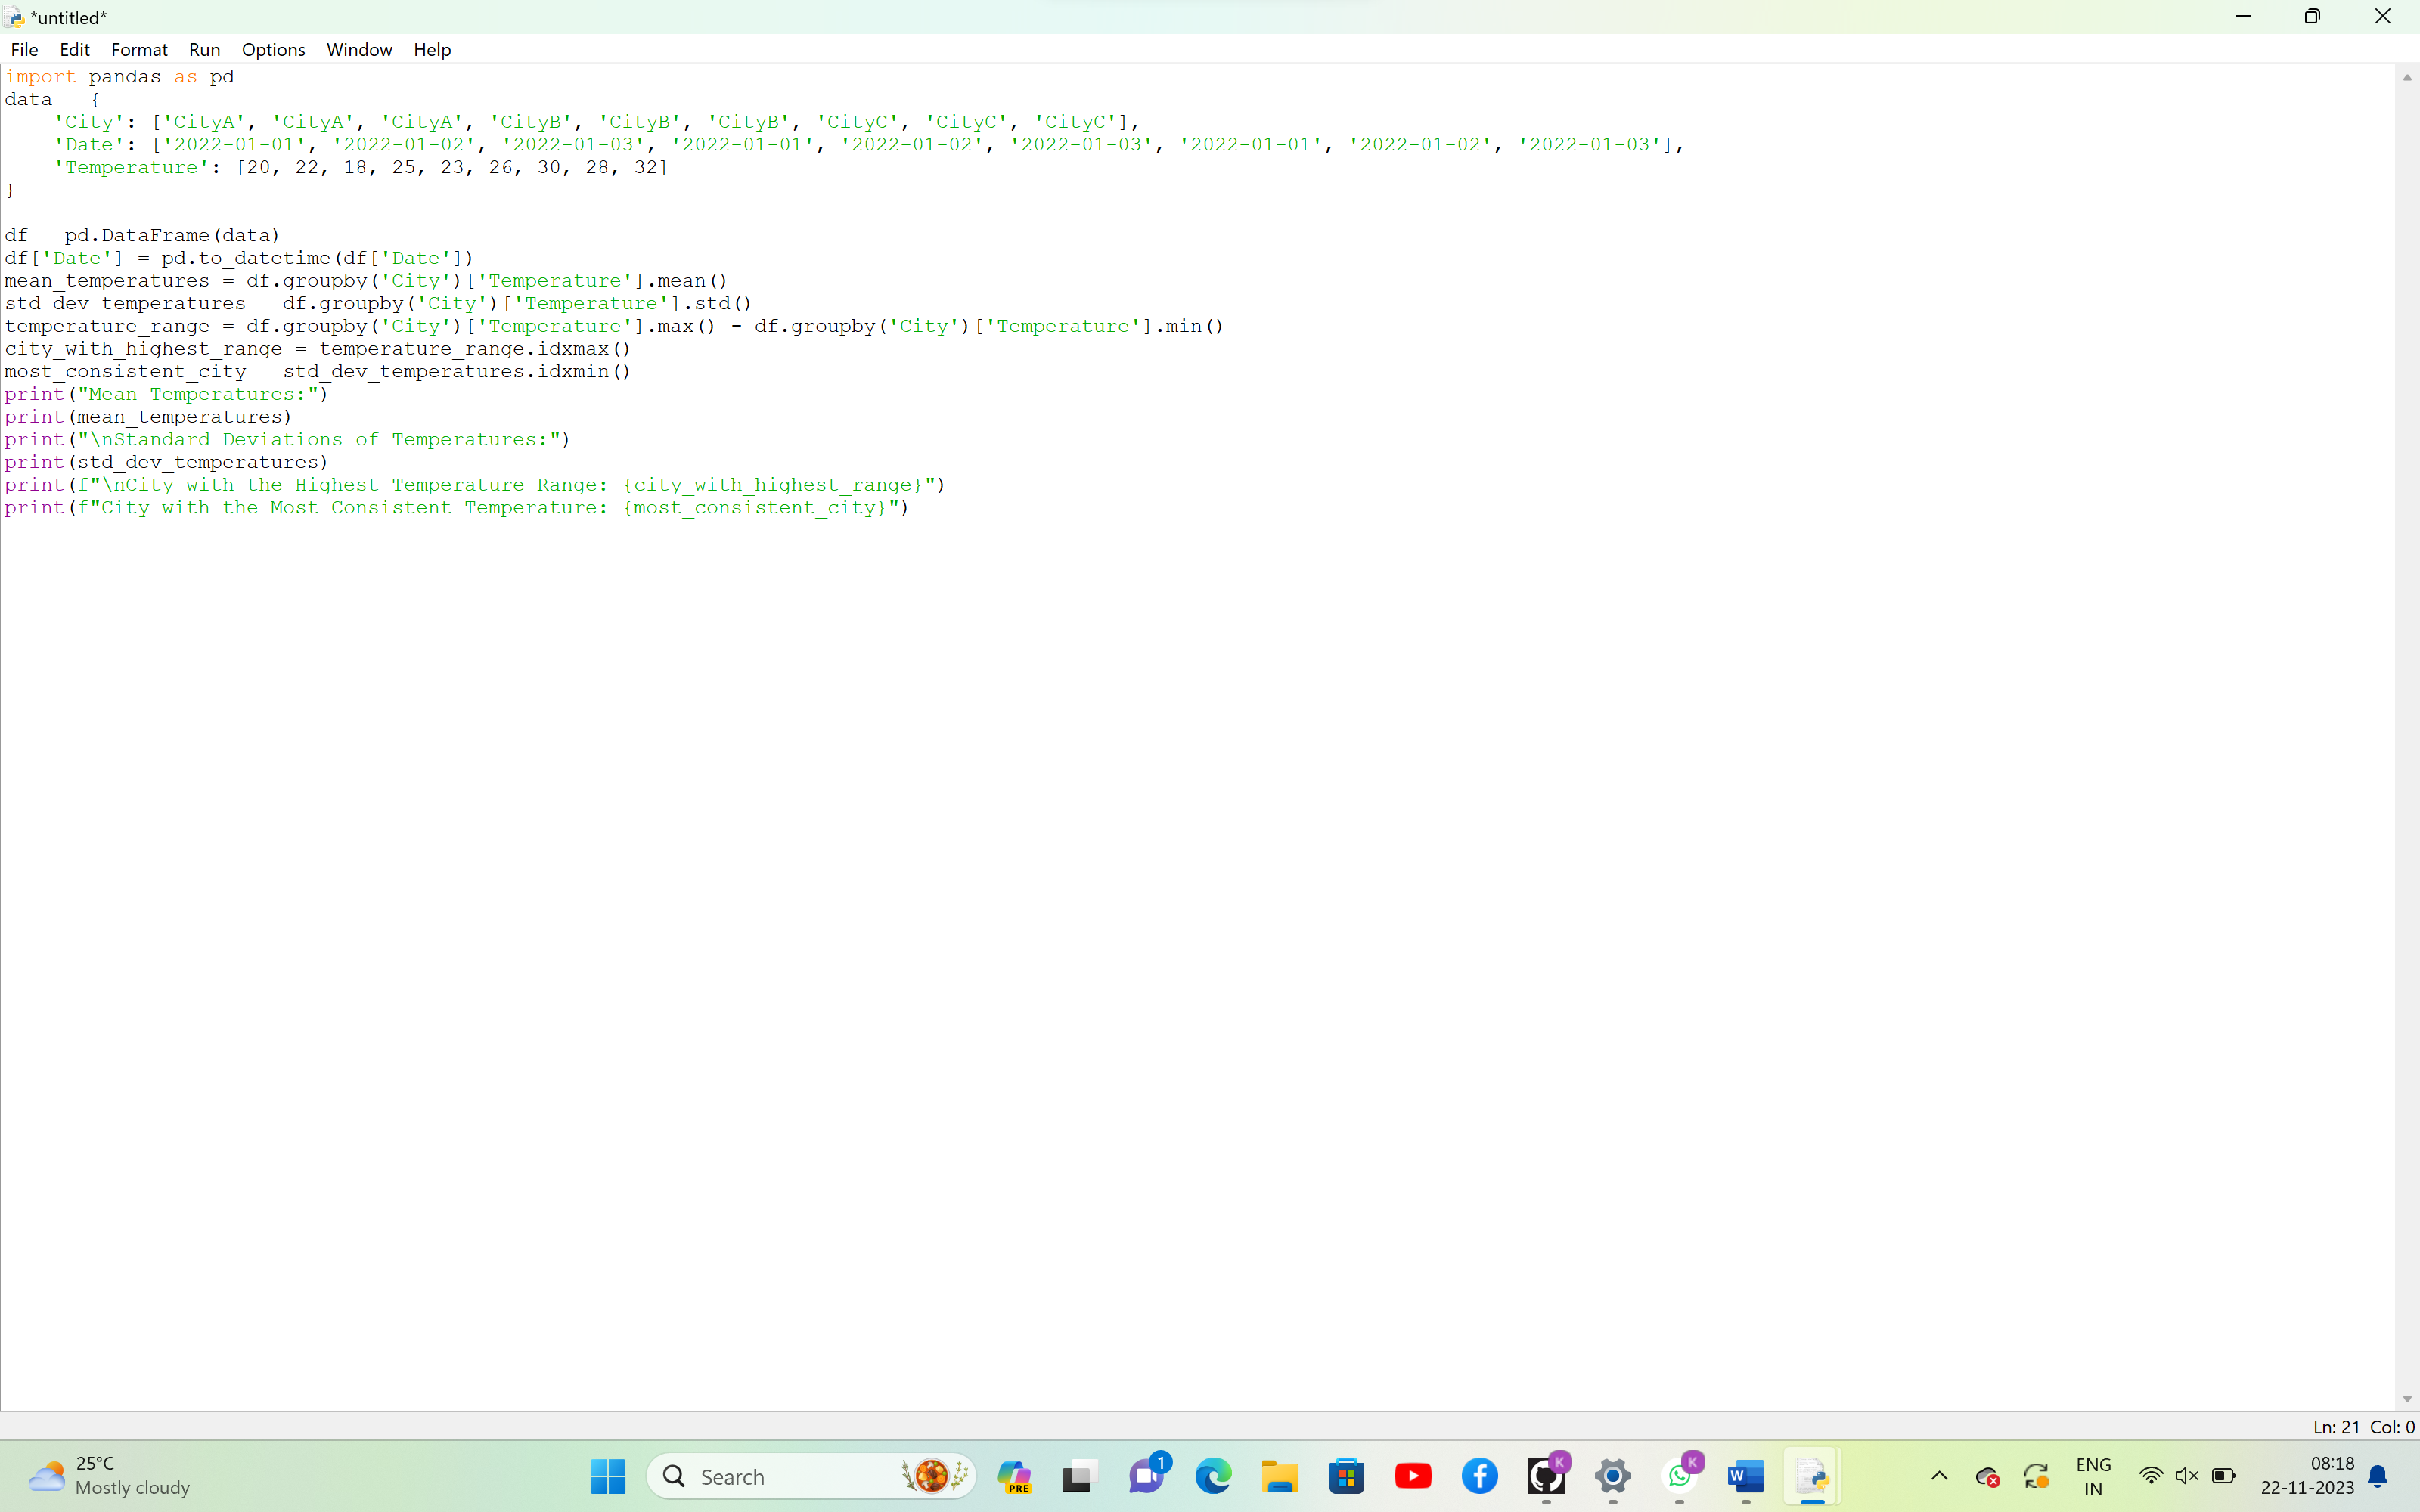 *untitled*
File Edit Format Run Options Window Help
import pandas as pd
data = {
    'City': ['CityA', 'CityA', 'CityA', 'CityB', 'CityB', 'CityB', 'CityC', 'CityC', 'CityC'],
    'Date': ['2022-01-01', '2022-01-02', '2022-01-03', '2022-01-01', '2022-01-02', '2022-01-03', '2022-01-01', '2022-01-02', '2022-01-03'],
    'Temperature': [20, 22, 18, 25, 23, 26, 30, 28, 32]
}

df = pd.DataFrame(data)
df['Date'] = pd.to_datetime(df['Date'])
mean_temperatures = df.groupby('City')['Temperature'].mean()
std_dev_temperatures = df.groupby('City')['Temperature'].std()
temperature_range = df.groupby('City')['Temperature'].max() - df.groupby('City')['Temperature'].min()
city_with_highest_range = temperature_range.idxmax()
most_consistent_city = std_dev_temperatures.idxmin()
print("Mean Temperatures:")
print(mean_temperatures)
print("\nStandard Deviations of Temperatures:")
print(std_dev_temperatures)
print(f"\nCity with the Highest Temperature Range: {city_with_highest_range}")
print(f"City with the Most Consistent Temperature: {most_consistent_city}")
Ln: 21 Col: 0
25°C
Mostly cloudy
Search
PRE
1
K
K
W
ENG
IN
08:18
22-11-2023